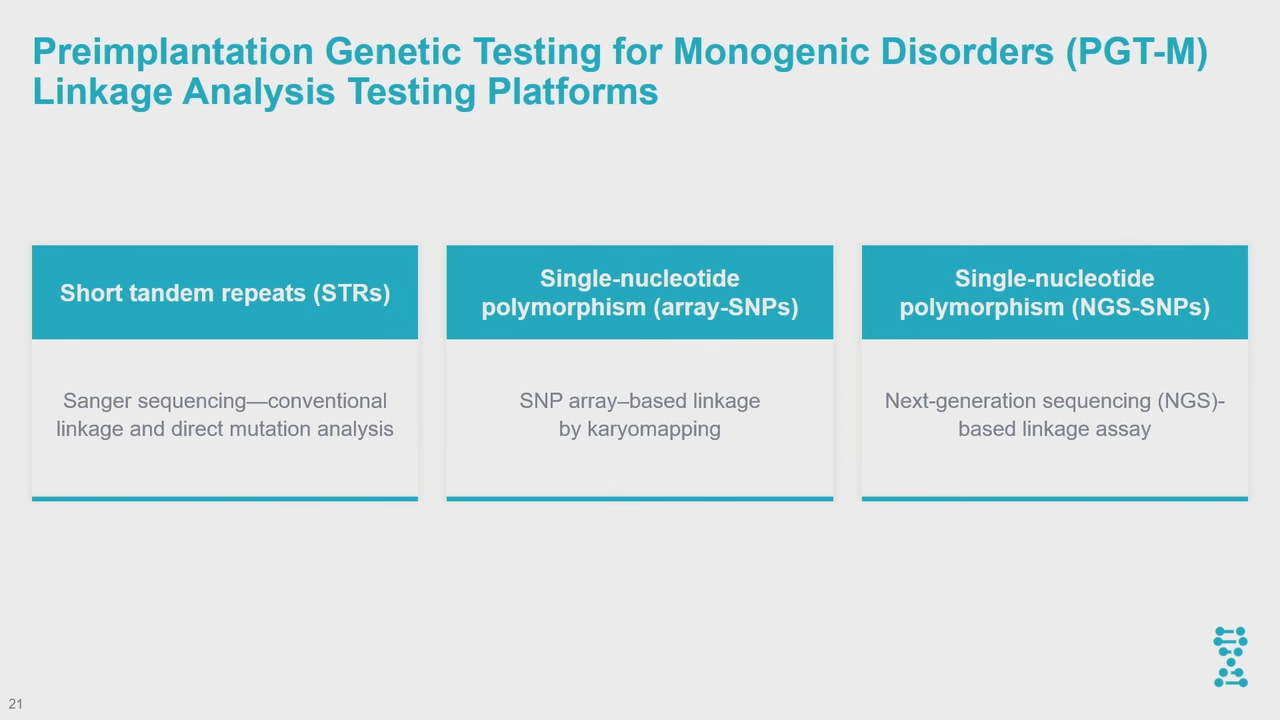 Preimplantation Genetic Testing for Monogenic Disorders (PGT-M)
Linkage Analysis Testing Platforms
Short tandem repeats (STRs)
Sanger sequencing—conventional
linkage and direct mutation analysis
Single-nucleotide
polymorphism (array-SNPs)
SNP array–based linkage
by karyomapping
Single-nucleotide
polymorphism (NGS-SNPs)
Next-generation sequencing (NGS)-
based linkage assay
21